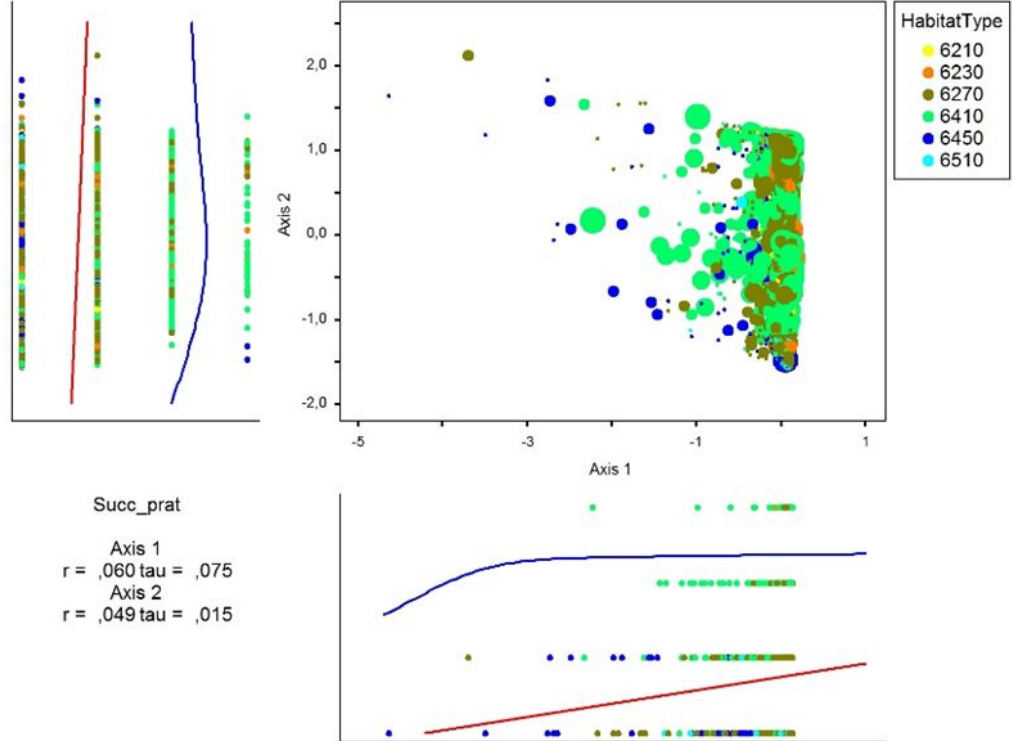 HabitatType
6210
6230
6270
6410
6450
6510
2,0
1,0
0,0
-1,0
-2,0
Axis 2
-5
-3
-1
1
Axis 1
Succ_prat
Axis 1
r = ,060 tau = ,075
Axis 2
r = ,049 tau = ,015